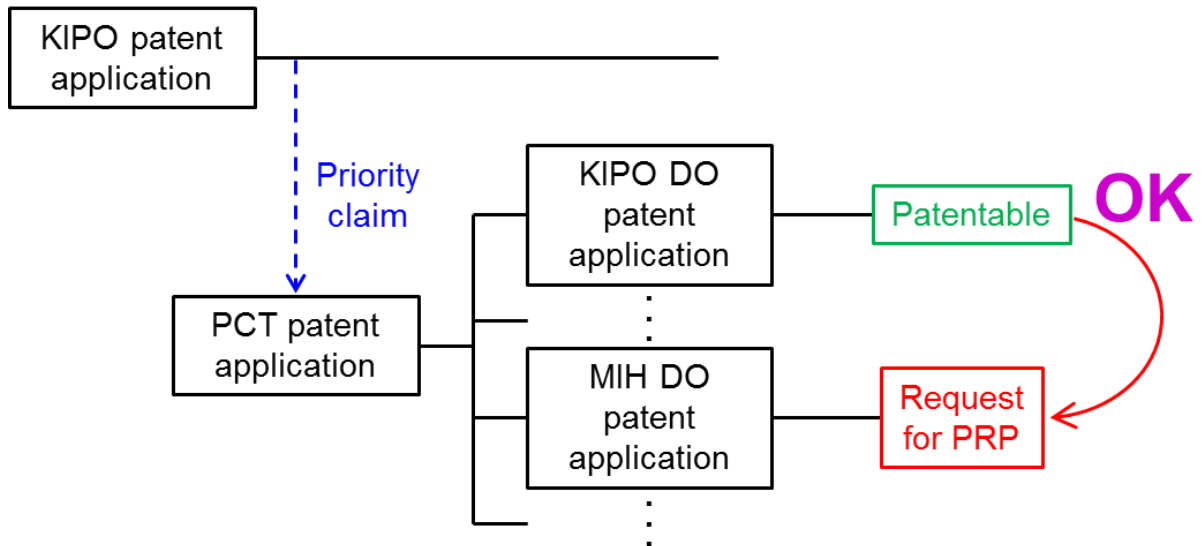 KIPO patent
application
Priority
claim
PCT patent
application
KIPO DO
patent
application
Patentable
OK
MIH DO
patent
application
Request
for PRP